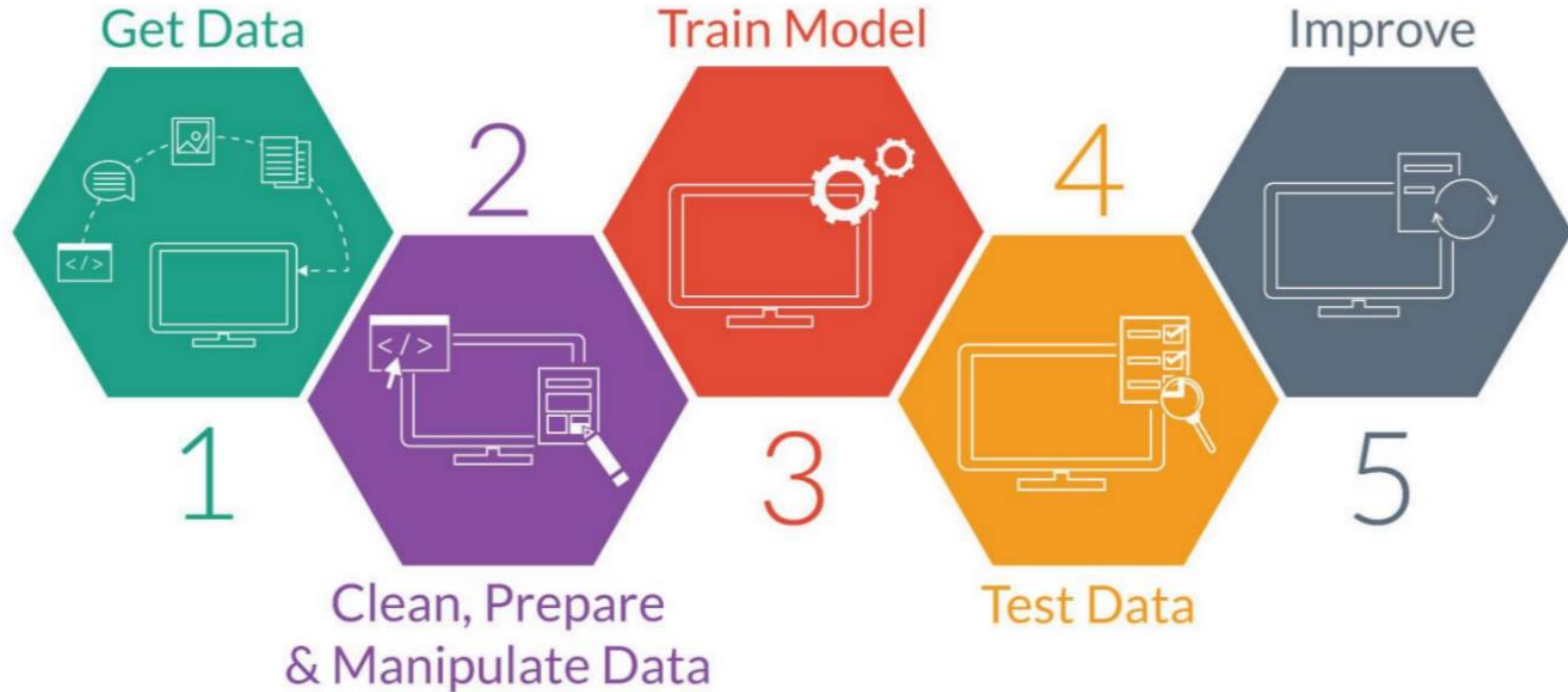 Get Data
1
2
Clean, Prepare
& Manipulate Data
Train Model
3
4
Test Data
Improve
5
</>
</>